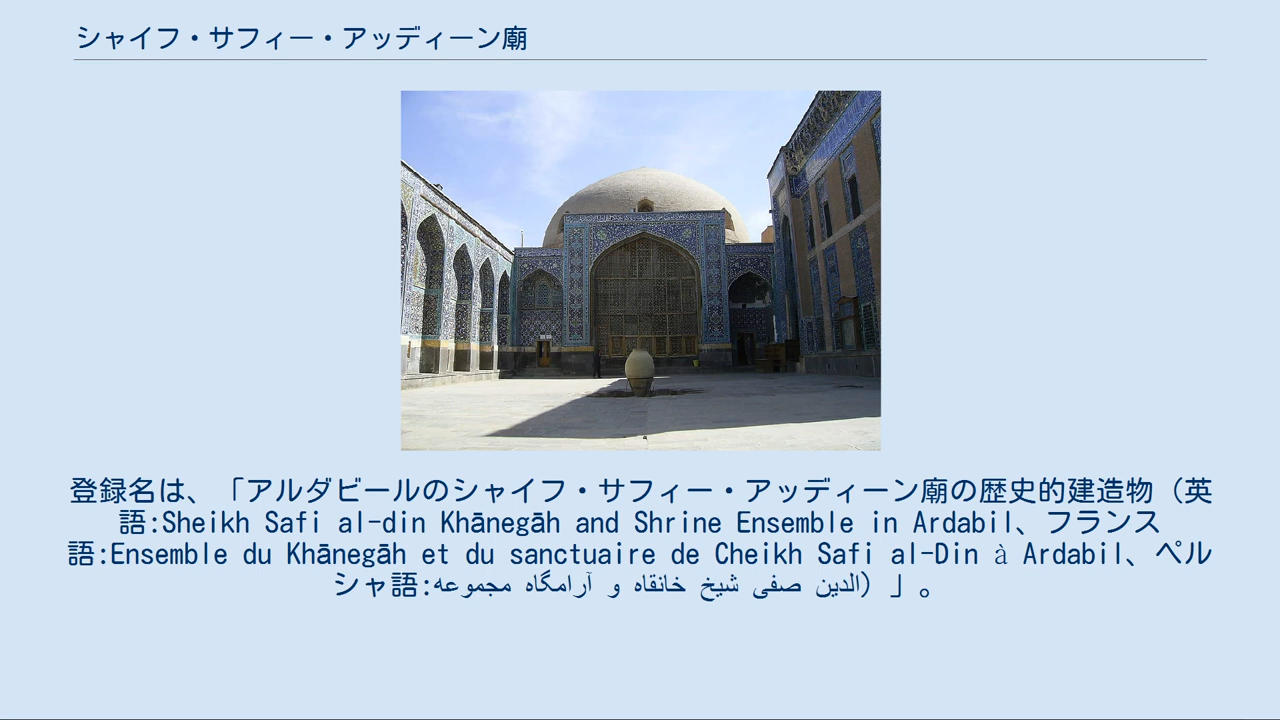 シャイフ・サフィー・アッディーン廟
登録名は、「アルダビールのシャイフ・サフィー・アッディーン廟の歴史的建造物（英
語:Sheikh Safi al-din Khānegāh and Shrine Ensemble in Ardabil、フランス
語:Ensemble du Khānegāh et du sanctuaire de Cheikh Safi al-Din à Ardabil、ペル
シャ語:مجموعه آرامگاه و خانقاه شیخ صفی الدین）」。